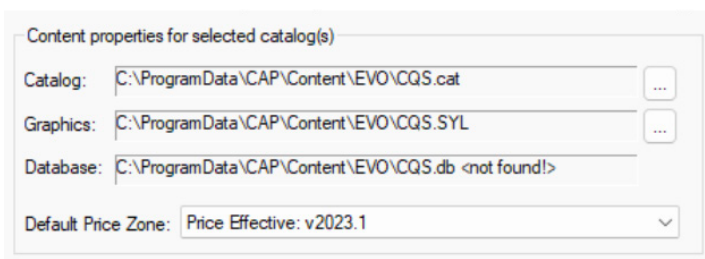 Content properties for selected catalog(s)
Catalog: C:\ProgramData\CAP\Content\EVO\CQS.cat ...
Graphics: C:\ProgramData\CAP\Content\EVO\CQS.SYL ...
Database: C:\ProgramData\CAP\Content\EVO\CQS.db <not found!>
Default Price Zone: Price Effective: v2023.1